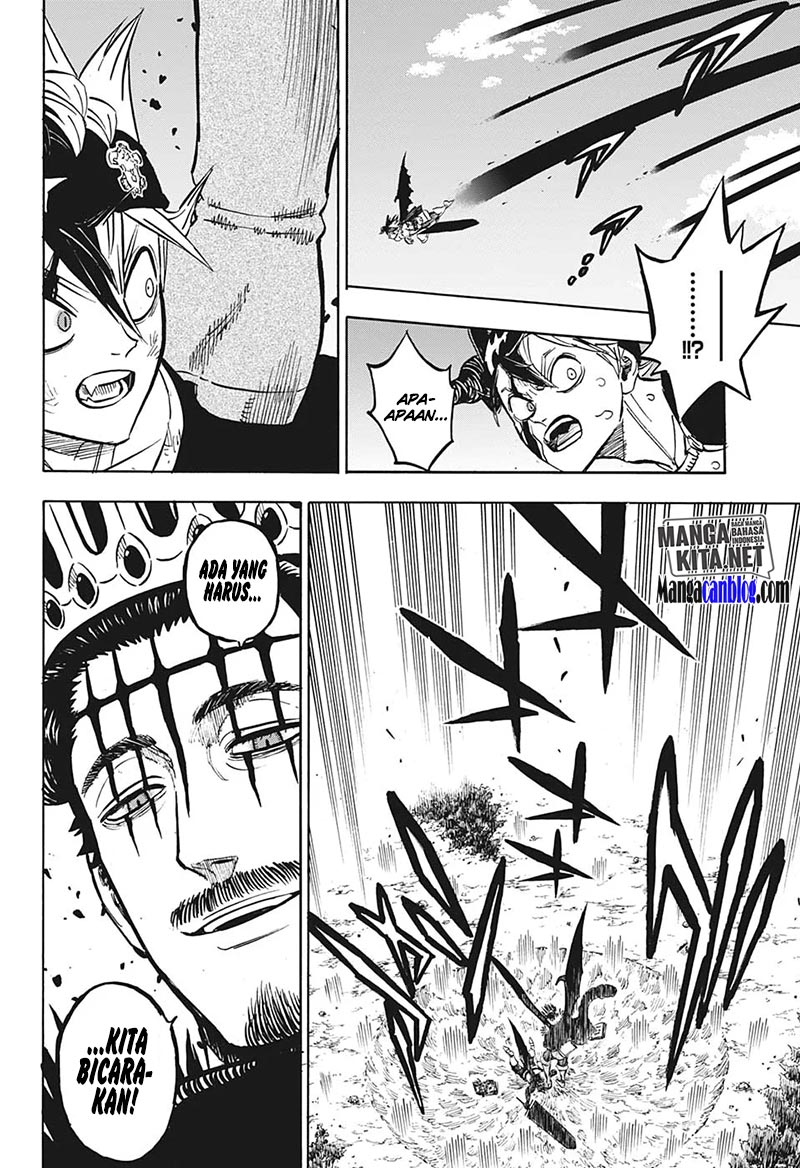 .........!!?
APA-
APAAN...
MANGA
KITA.NET
BACA MANGA
BAHASA
INDONESIA
Mangacanblog.com
ADA YANG
HARUS...
...KITA
BICARA-
KAN!